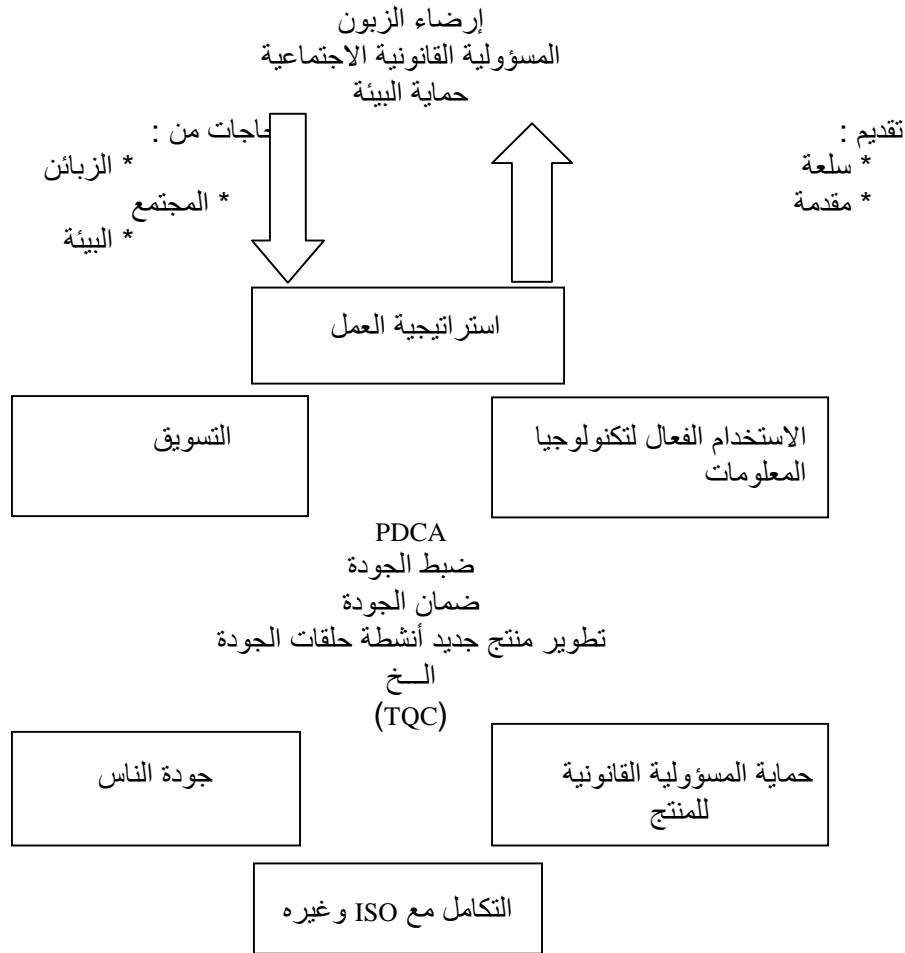 إرضاء الزبون
المسؤولية القانونية الاجتماعية
حماية البيئة
تقديم :
* سلعة
* مقدمة
حاجات من :
* الزبائن
* المجتمع
* البيئة
استراتيجية العمل
الاستخدام الفعال لتكنولوجيا
المعلومات
التسويق
PDCA
ضبط الجودة
ضمان الجودة
تطوير منتج جديد أنشطة حلقات الجودة
الــخ
(TQC)
حماية المسؤولية القانونية
للمنتج
جودة الناس
التكامل مع ISO وغيره